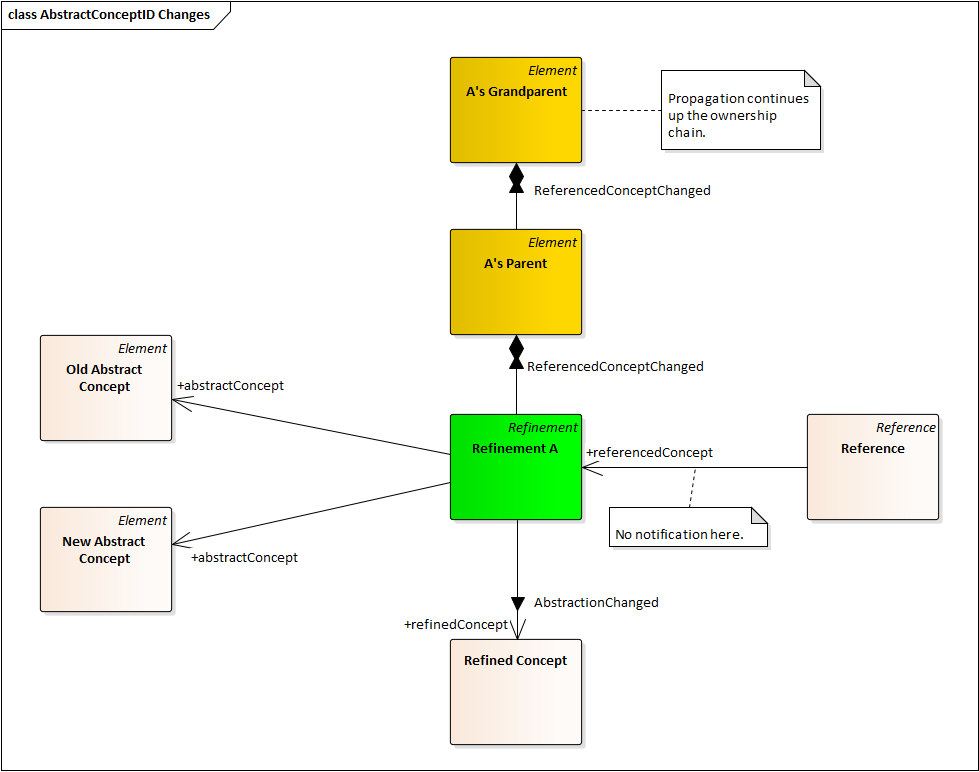 class AbstractConceptID Changes
Element
A's Grandparent
Propagation continues
up the ownership
chain.
ReferencedConceptChanged
Element
A's Parent
ReferencedConceptChanged
Element
Old Abstract
Concept
+abstractConcept
Refinement
Refinement A
+referencedConcept
Reference
Reference
Element
New Abstract
Concept
+abstractConcept
No notification here.
AbstractionChanged
+refinedConcept
Refined Concept